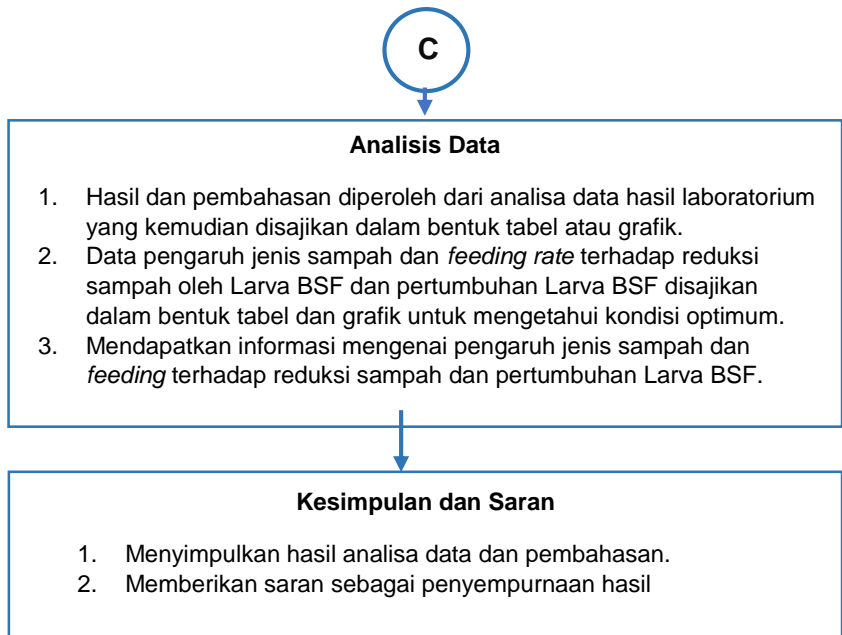 C
Analisis Data
1. Hasil dan pembahasan diperoleh dari analisa data hasil laboratorium
yang kemudian disajikan dalam bentuk tabel atau grafik.
2. Data pengaruh jenis sampah dan feeding rate terhadap reduksi
sampah oleh Larva BSF dan pertumbuhan Larva BSF disajikan
dalam bentuk tabel dan grafik untuk mengetahui kondisi optimum.
3. Mendapatkan informasi mengenai pengaruh jenis sampah dan
feeding terhadap reduksi sampah dan pertumbuhan Larva BSF.
Kesimpulan dan Saran
1. Menyimpulkan hasil analisa data dan pembahasan.
2. Memberikan saran sebagai penyempurnaan hasil